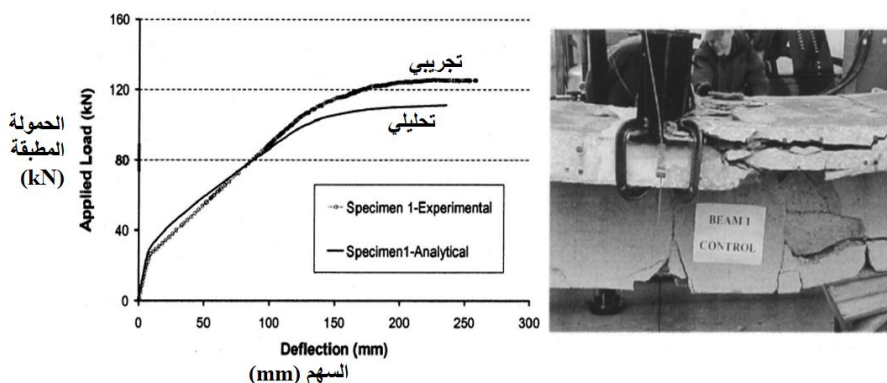 160
120
80
40
0
Applied Load (kN)
الحمولة
المطبقة
(kN)
تجريبي
تحليلي
Specimen 1-Experimental
Specimen1-Analytical
0 50 100 150 200 250 300
Deflection (mm)
السهم (mm)
BEAM 1
CONTROL